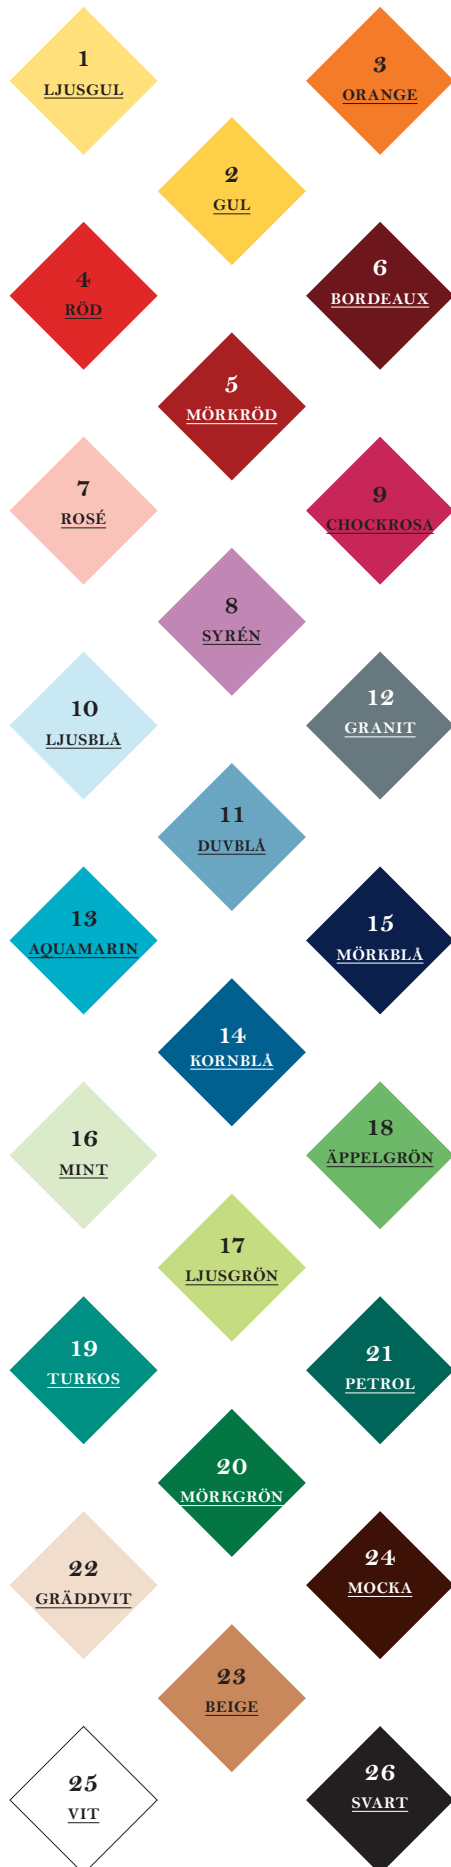 1
LJUSGUL
2
GUL
3
ORANGE
4
RÖD
5
MÖRKRÖD
6
BORDEAUX
7
ROSÉ
8
SYRÉN
9
CHOCKROSA
10
LJUSBLÅ
11
DUVBLÅ
12
GRANIT
13
AQUAMARIN
14
KORNBLÅ
15
MÖRKBLÅ
16
MINT
17
LJUSGRÖN
18
ÄPPELGRÖN
19
TURKOS
20
MÖRKGRÖN
21
PETROL
22
GRÄDDVIT
23
BEIGE
24
MOCKA
25
VIT
26
SVART